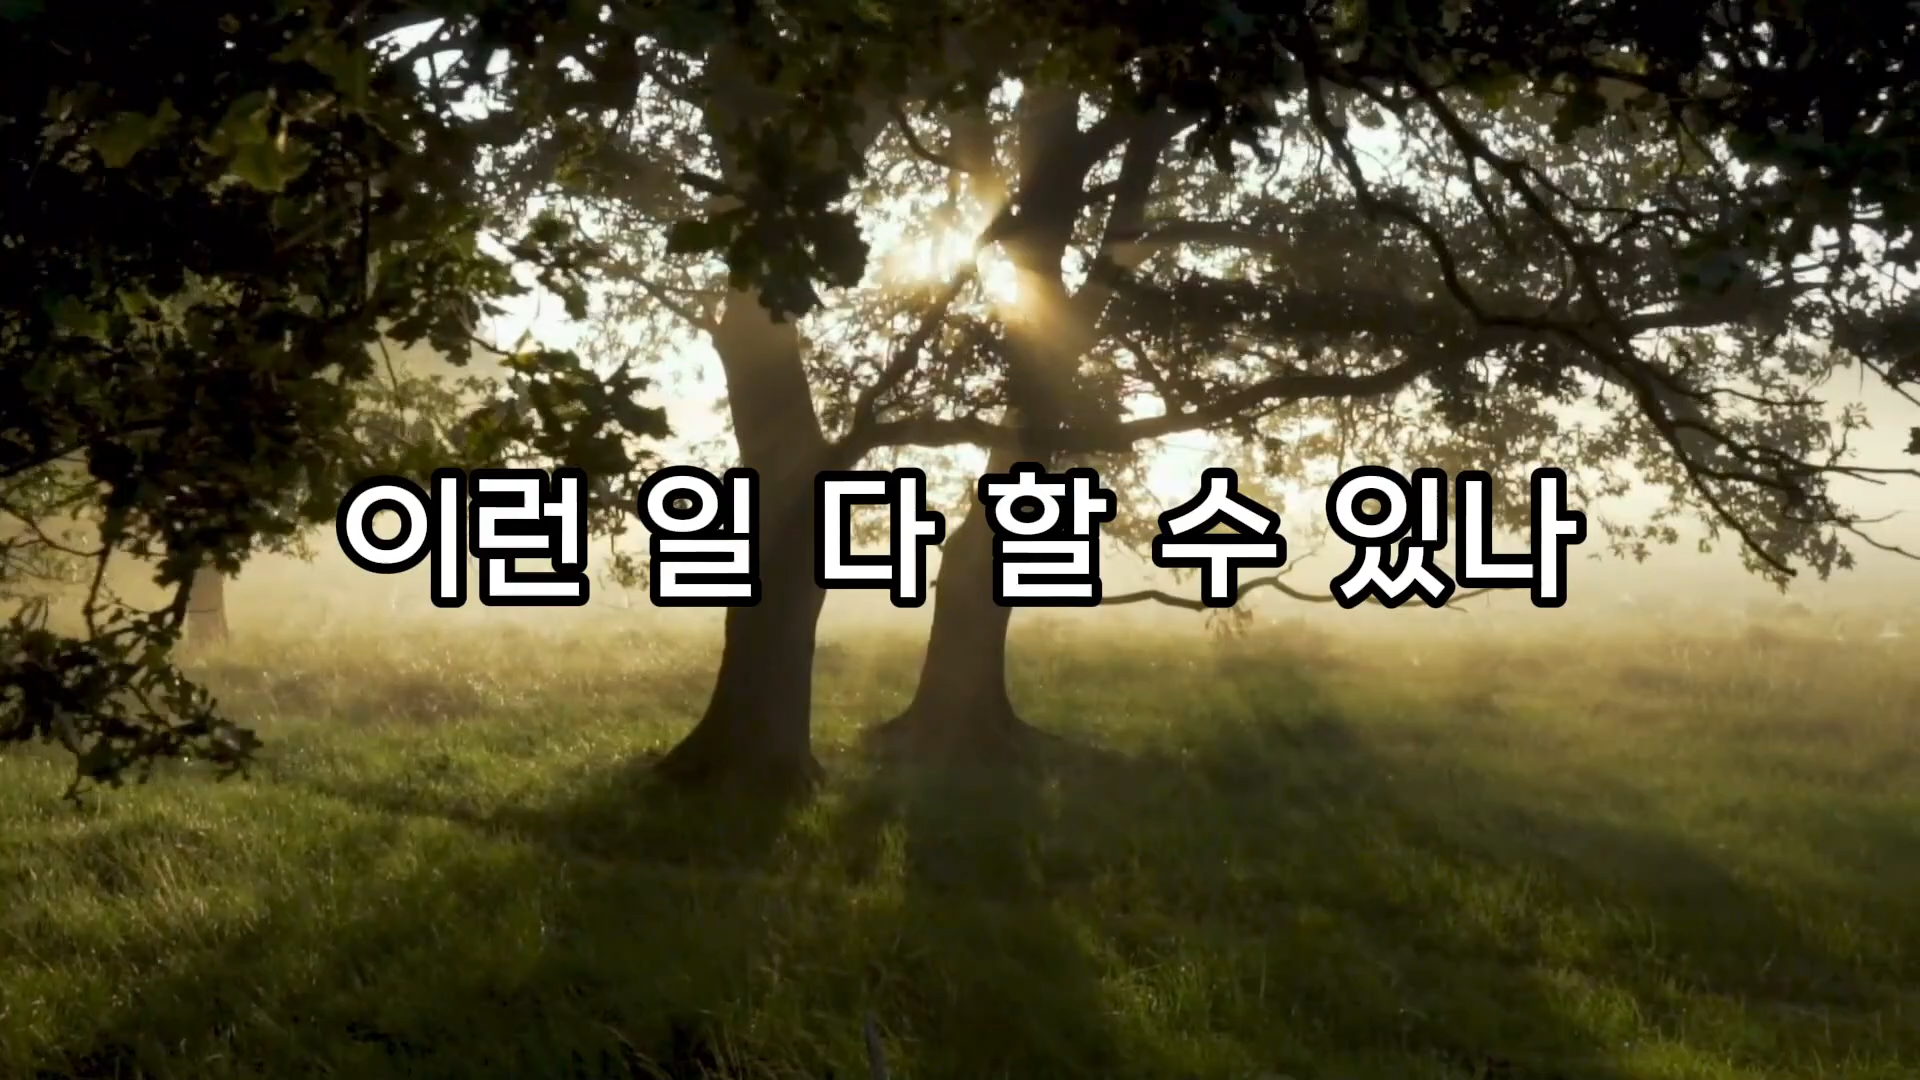 이런 일 다 할 수 있나